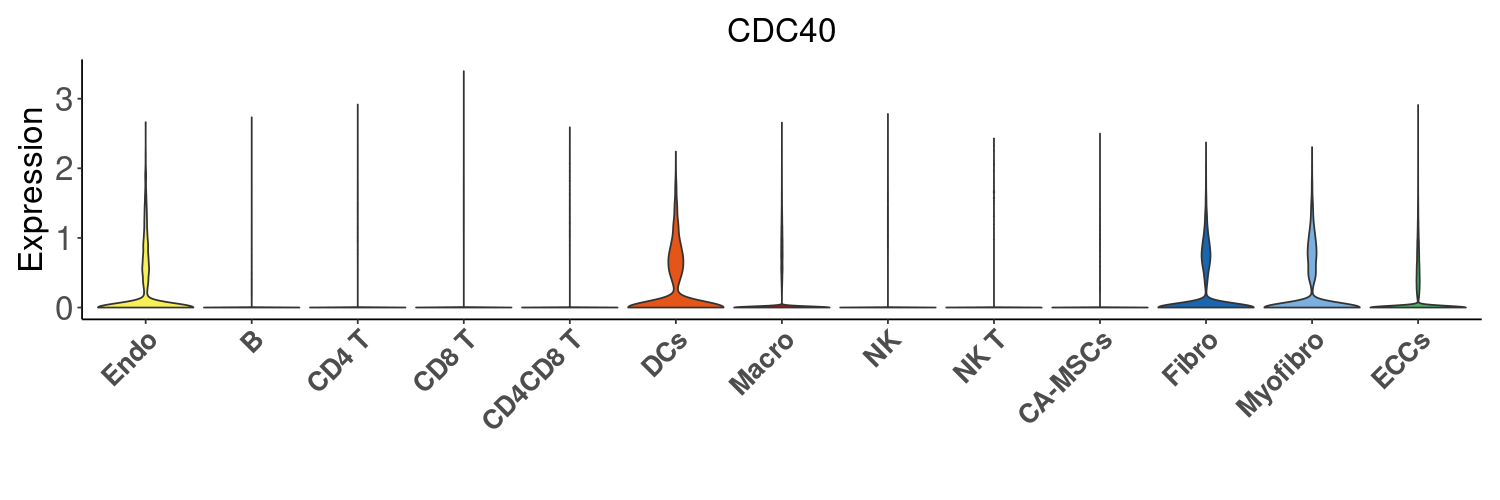 CDC40
Expression
3
2
1
0
Endo
B
CD4 T
CD8 T
CD4CD8 T
DCs
Macro
NK
NK T
CA-MSCs
Fibro
Myofibro
ECCs